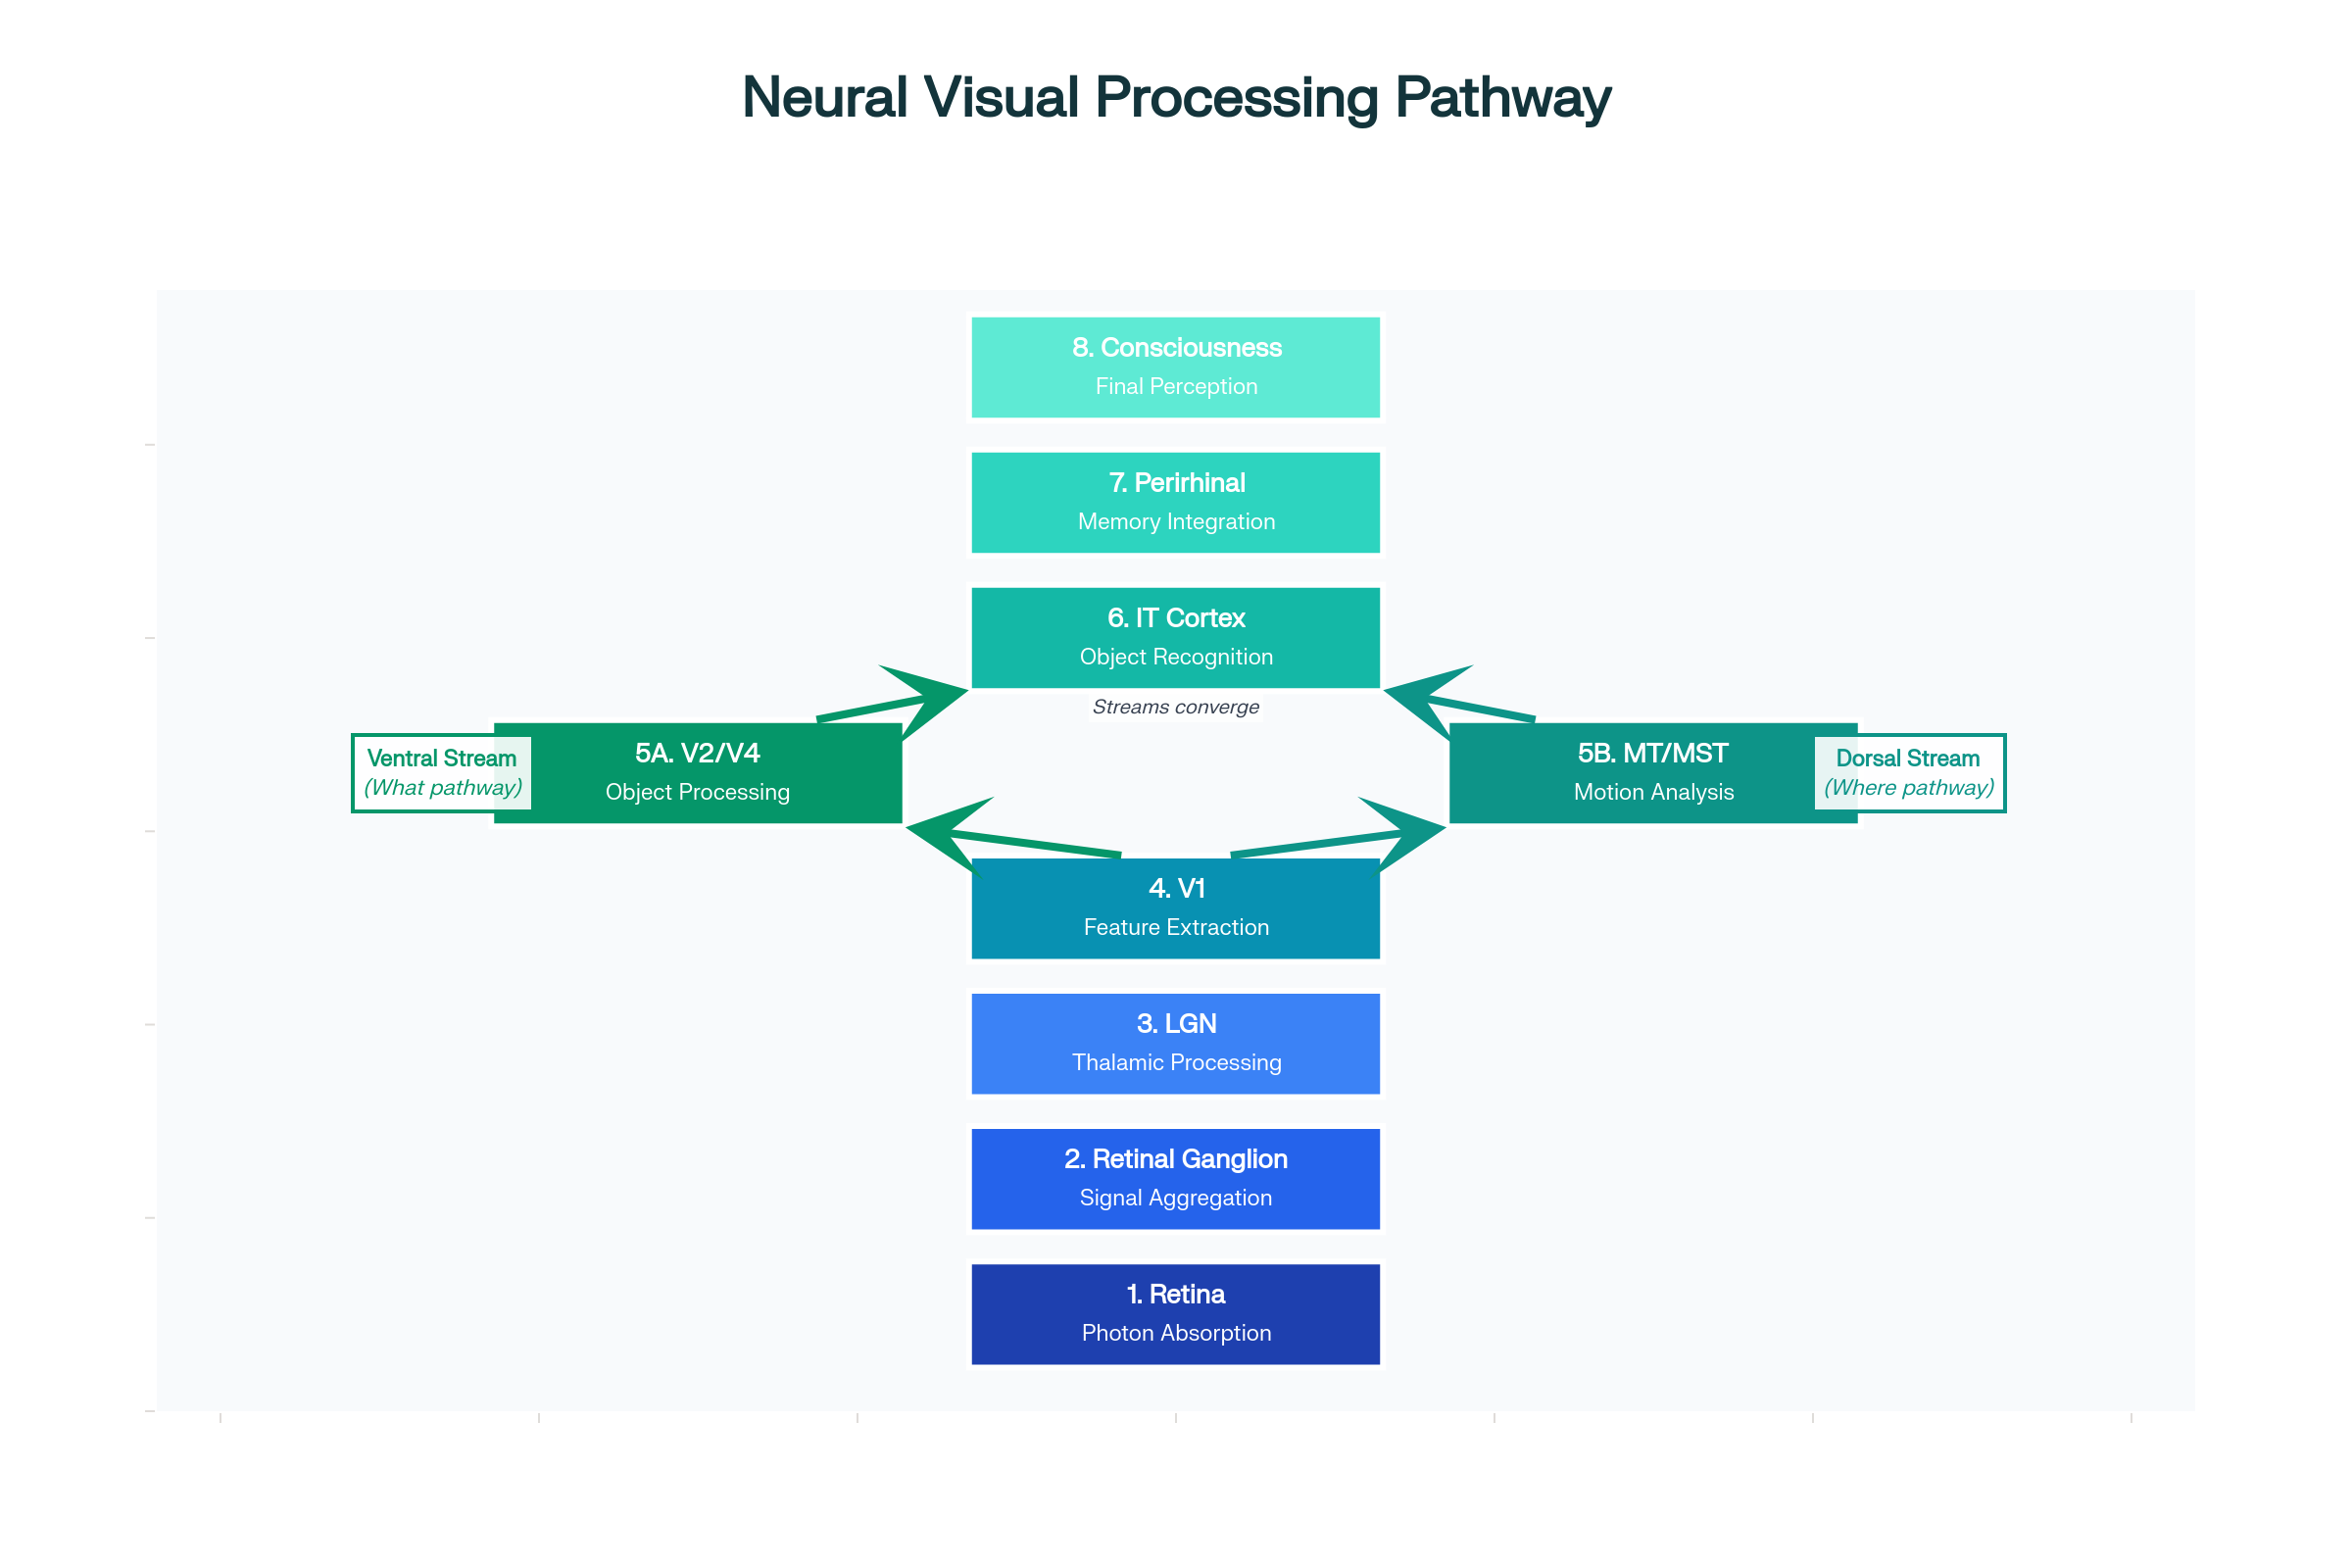 Neural Visual Processing Pathway
8. Consciousness
Final Perception
7. Perirhinal
Memory Integration
6. IT Cortex
Object Recognition
Streams converge
Ventral Stream
(What pathway)
5A. V2/V4
Object Processing
5B. MT/MST
Motion Analysis
Dorsal Stream
(Where pathway)
4. V1
Feature Extraction
3. LGN
Thalamic Processing
2. Retinal Ganglion
Signal Aggregation
1. Retina
Photon Absorption